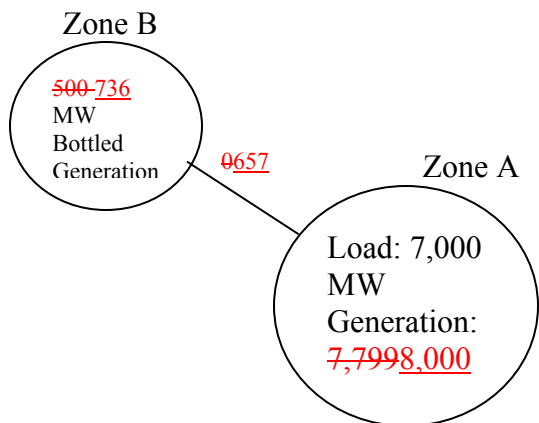 Zone B
500 736
MW
Bottled
Generation
0657
Zone A
Load: 7,000
MW
Generation:
7,7998,000